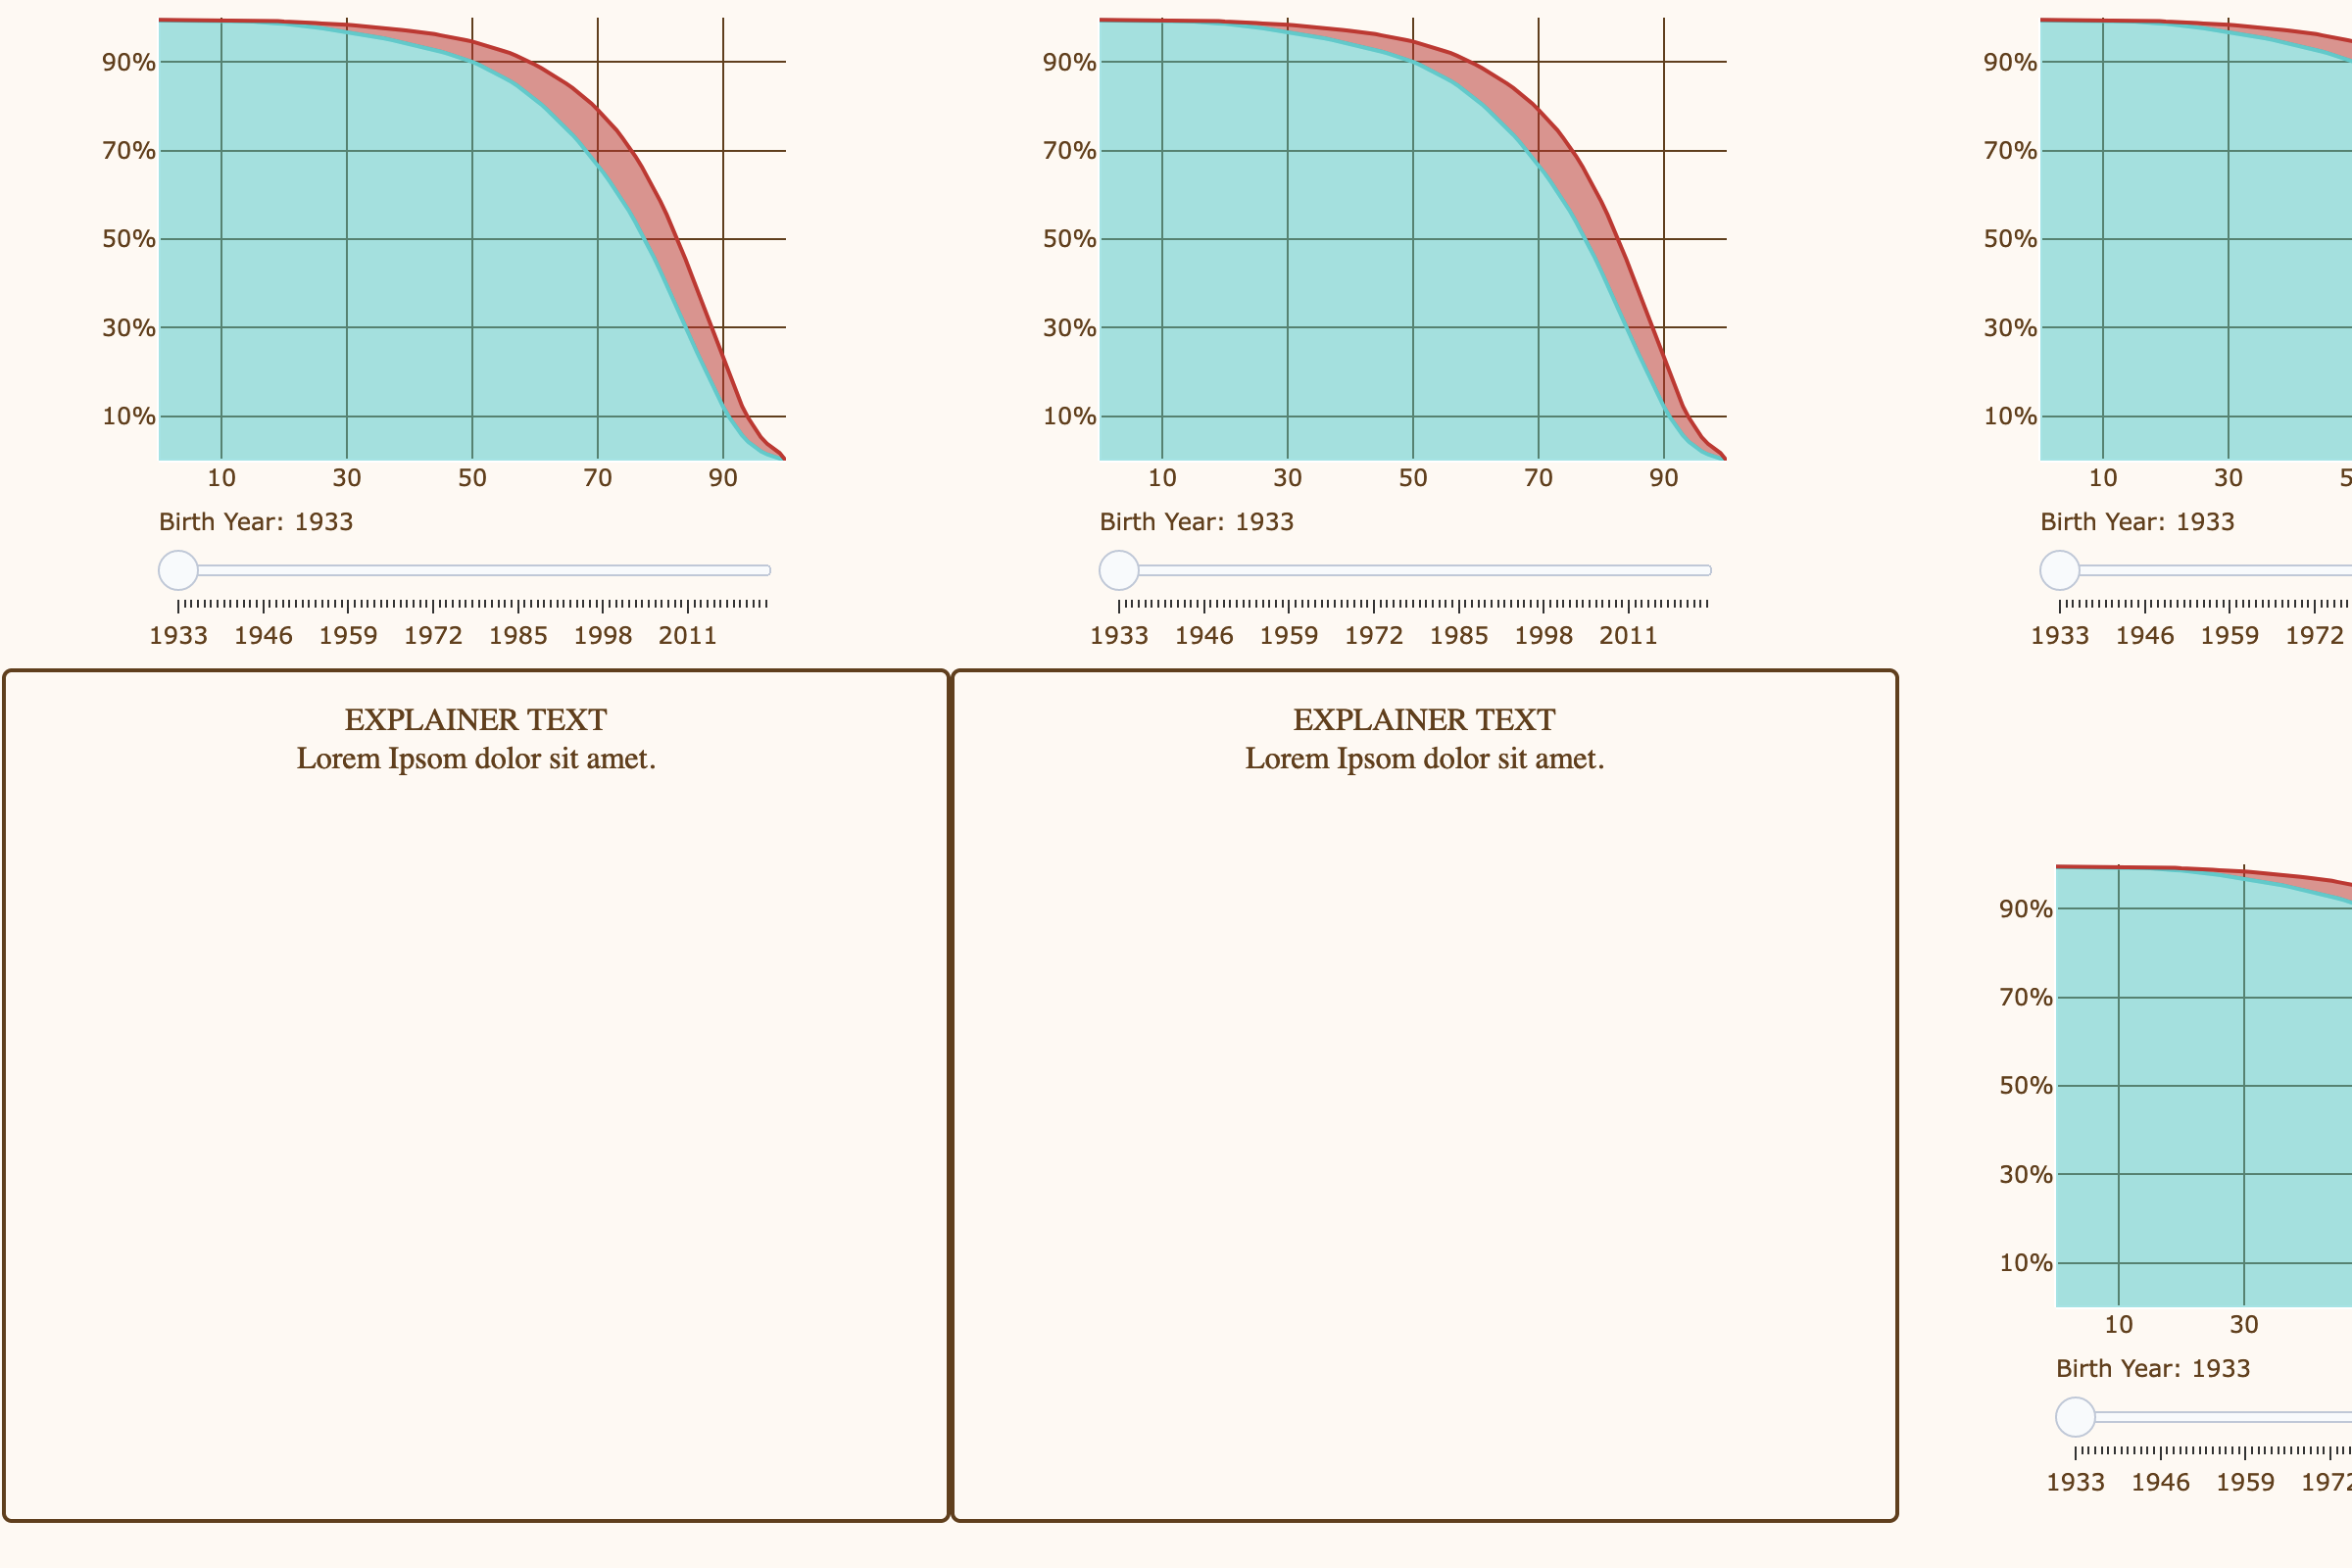 90%
70%
50%
30%
10%
10 30 50 70 90
Birth Year: 1933
1933 1946 1959 1972 1985 1998 2011
90%
70%
50%
30%
10%
10 30 50 70 90
Birth Year: 1933
1933 1946 1959 1972 1985 1998 2011
90%
70%
50%
30%
10%
10 30 5
Birth Year: 1933
1933 1946 1959 1972
EXPLAINER TEXT
Lorem Ipsom dolor sit amet.
EXPLAINER TEXT
Lorem Ipsom dolor sit amet.
90%
70%
50%
30%
10%
10 30
Birth Year: 1933
1933 1946 1959 1972